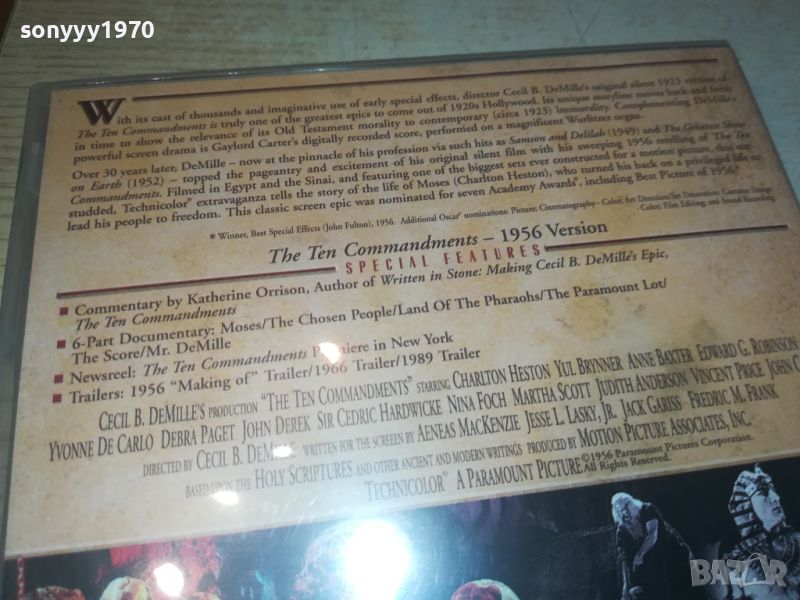 sonyyy1970
With its cast of thousands and imaginative use of early special effects, director Cecil B. DeMille's original silent 1923 version of
The Ten Commandments is truly one of the greatest epics to come out of 1920s Hollywood. Its unique storyline moves back and forth
in time to show the relevance of its Old Testament morality to contemporary (circa 1923) immorality. Complementing DeMille's
powerful screen drama is Gaylord Carter's digitally recorded score, performed on a magnificent Wurlitzer organ.
Over 30 years later, DeMille – now at the pinnacle of his profession via such hits as Samson and Delilah (1949) and The Greatest Show
on Earth (1952) – topped the pageantry and excitement of his original silent film with his sweeping 1956 retelling of The Ten
Commandments. Filmed in Egypt and the Sinai, and featuring one of the biggest sets ever constructed for a motion picture, this star-
studded, Technicolor® extravaganza tells the story of the life of Moses (Charlton Heston), who turned his back on a privileged life to
lead his people to freedom. This classic screen epic was nominated for seven Academy Awards®, including Best Picture of 1956*
* Winner, Best Special Effects (John Fulton), 1956. Additional Oscar® nominations: Picture, Cinematography - Color, Art Direction/Set Decoration, Costume Design
- Color, Film Editing, and Sound Recording.
The Ten Commandments – 1956 Version
SPECIAL FEATURES
■ Commentary by Katherine Orrison, Author of Written in Stone: Making Cecil B. DeMille's Epic,
The Ten Commandments
■ 6-Part Documentary: Moses/The Chosen People/Land Of The Pharaohs/The Paramount Lot/
The Score/Mr. DeMille
■ Newsreel: The Ten Commandments Premiere in New York
■ Trailers: 1956 "Making of" Trailer/1966 Trailer/1989 Trailer
CECIL B. DEMILLE'S PRODUCTION "THE TEN COMMANDMENTS" STARRING CHARLTON HESTON YUL BRYNNER ANNE BAXTER EDWARD G. ROBINSON
YVONNE DE CARLO DEBRA PAGET JOHN DEREK SIR CEDRIC HARDWICKE NINA FOCH MARTHA SCOTT JUDITH ANDERSON VINCENT PRICE JOHN C
DIRECTED BY CECIL B. DEMILLE WRITTEN FOR THE SCREEN BY AENEAS MACKENZIE JESSE L. LASKY, JR. JACK GARISS FREDRIC M. FRANK
BASED UPON THE HOLY SCRIPTURES AND OTHER ANCIENT AND MODERN WRITINGS PRODUCED BY MOTION PICTURE ASSOCIATES, INC.
TECHNICOLOR® A PARAMOUNT PICTURE ©1956 Paramount Pictures Corporation.
All Rights Reserved.
BAZAR